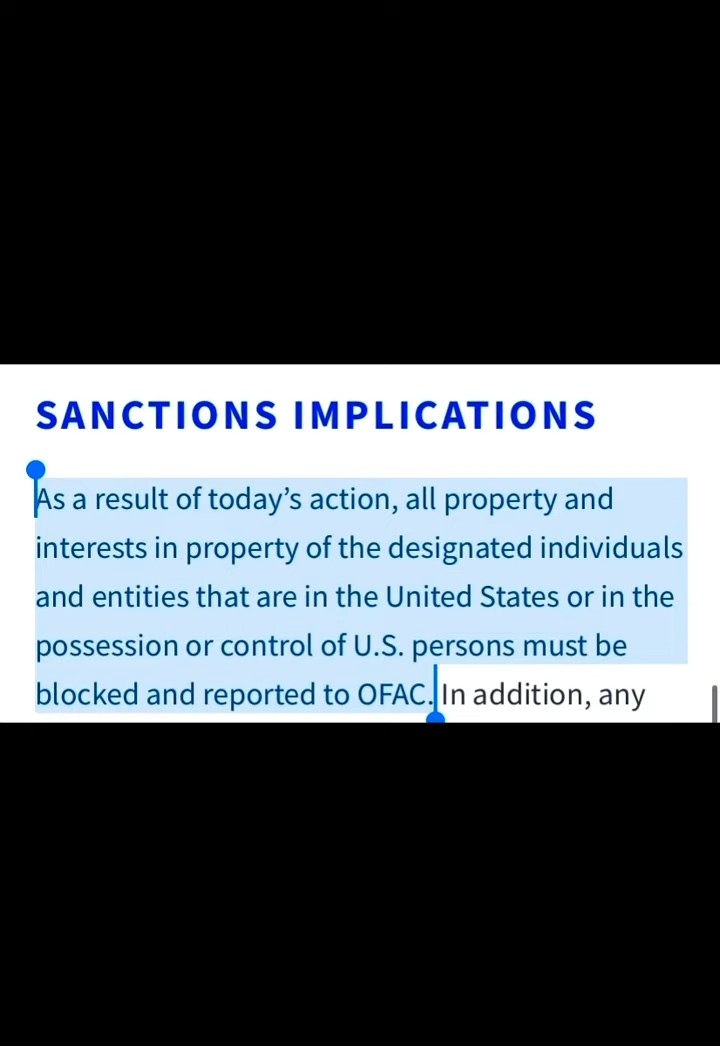 SANCTIONS IMPLICATIONS
As a result of today’s action, all property and
interests in property of the designated individuals
and entities that are in the United States or in the
possession or control of U.S. persons must be
blocked and reported to OFAC. In addition, any